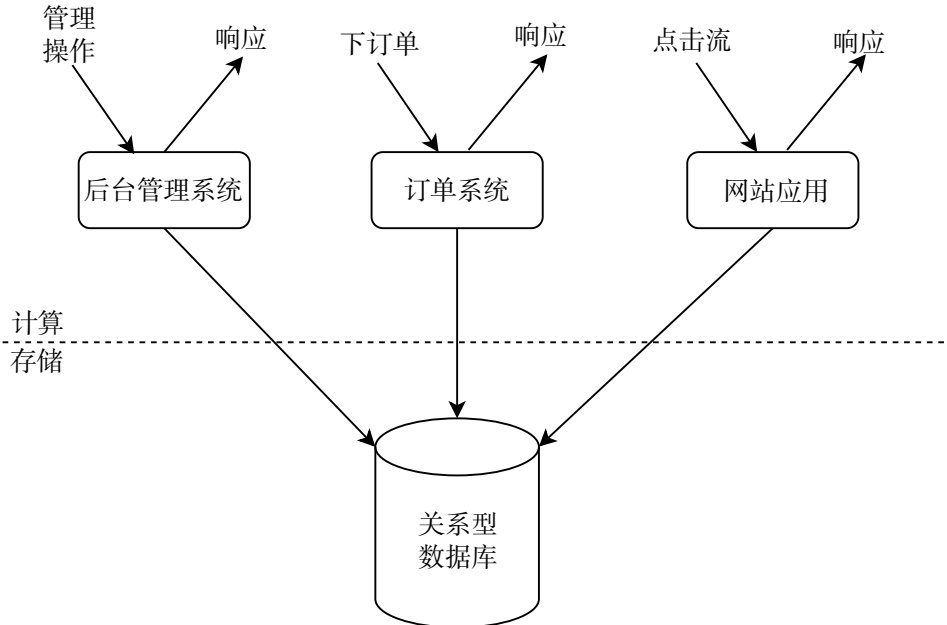 管理
操作
响应
下订单
响应
点击流
响应
后台管理系统
订单系统
网站应用
计算
存储
关系型
数据库